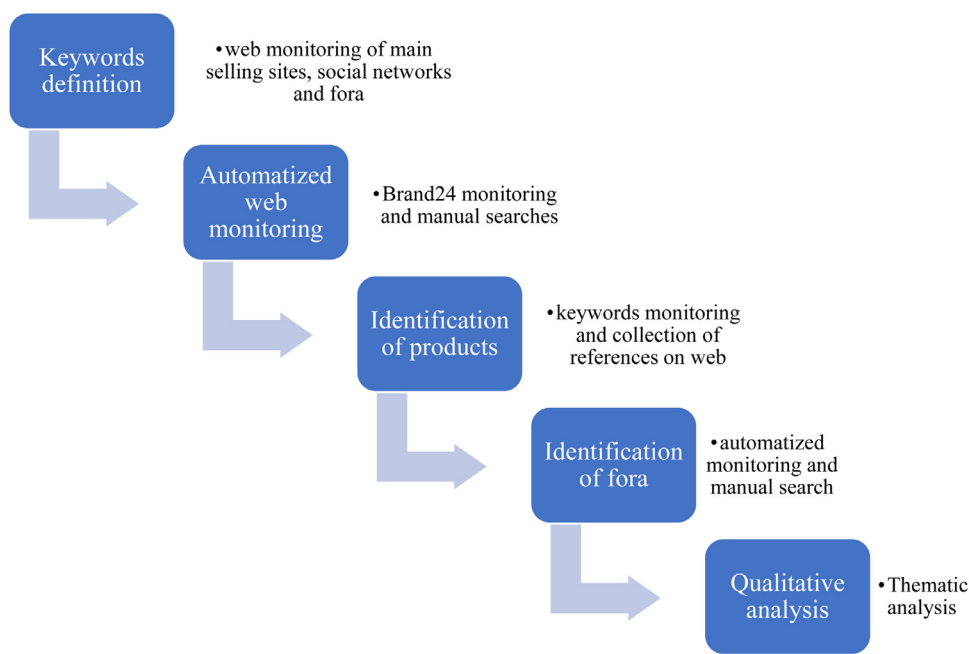 Keywords
definition
•web monitoring of main
selling sites, social networks
and fora
Automatized
web
monitoring
•Brand24 monitoring
and manual searches
Identification
of products
•keywords monitoring
and collection of
references on web
Identification
of fora
•automatized
monitoring and
manual search
Qualitative
analysis
•Thematic
analysis